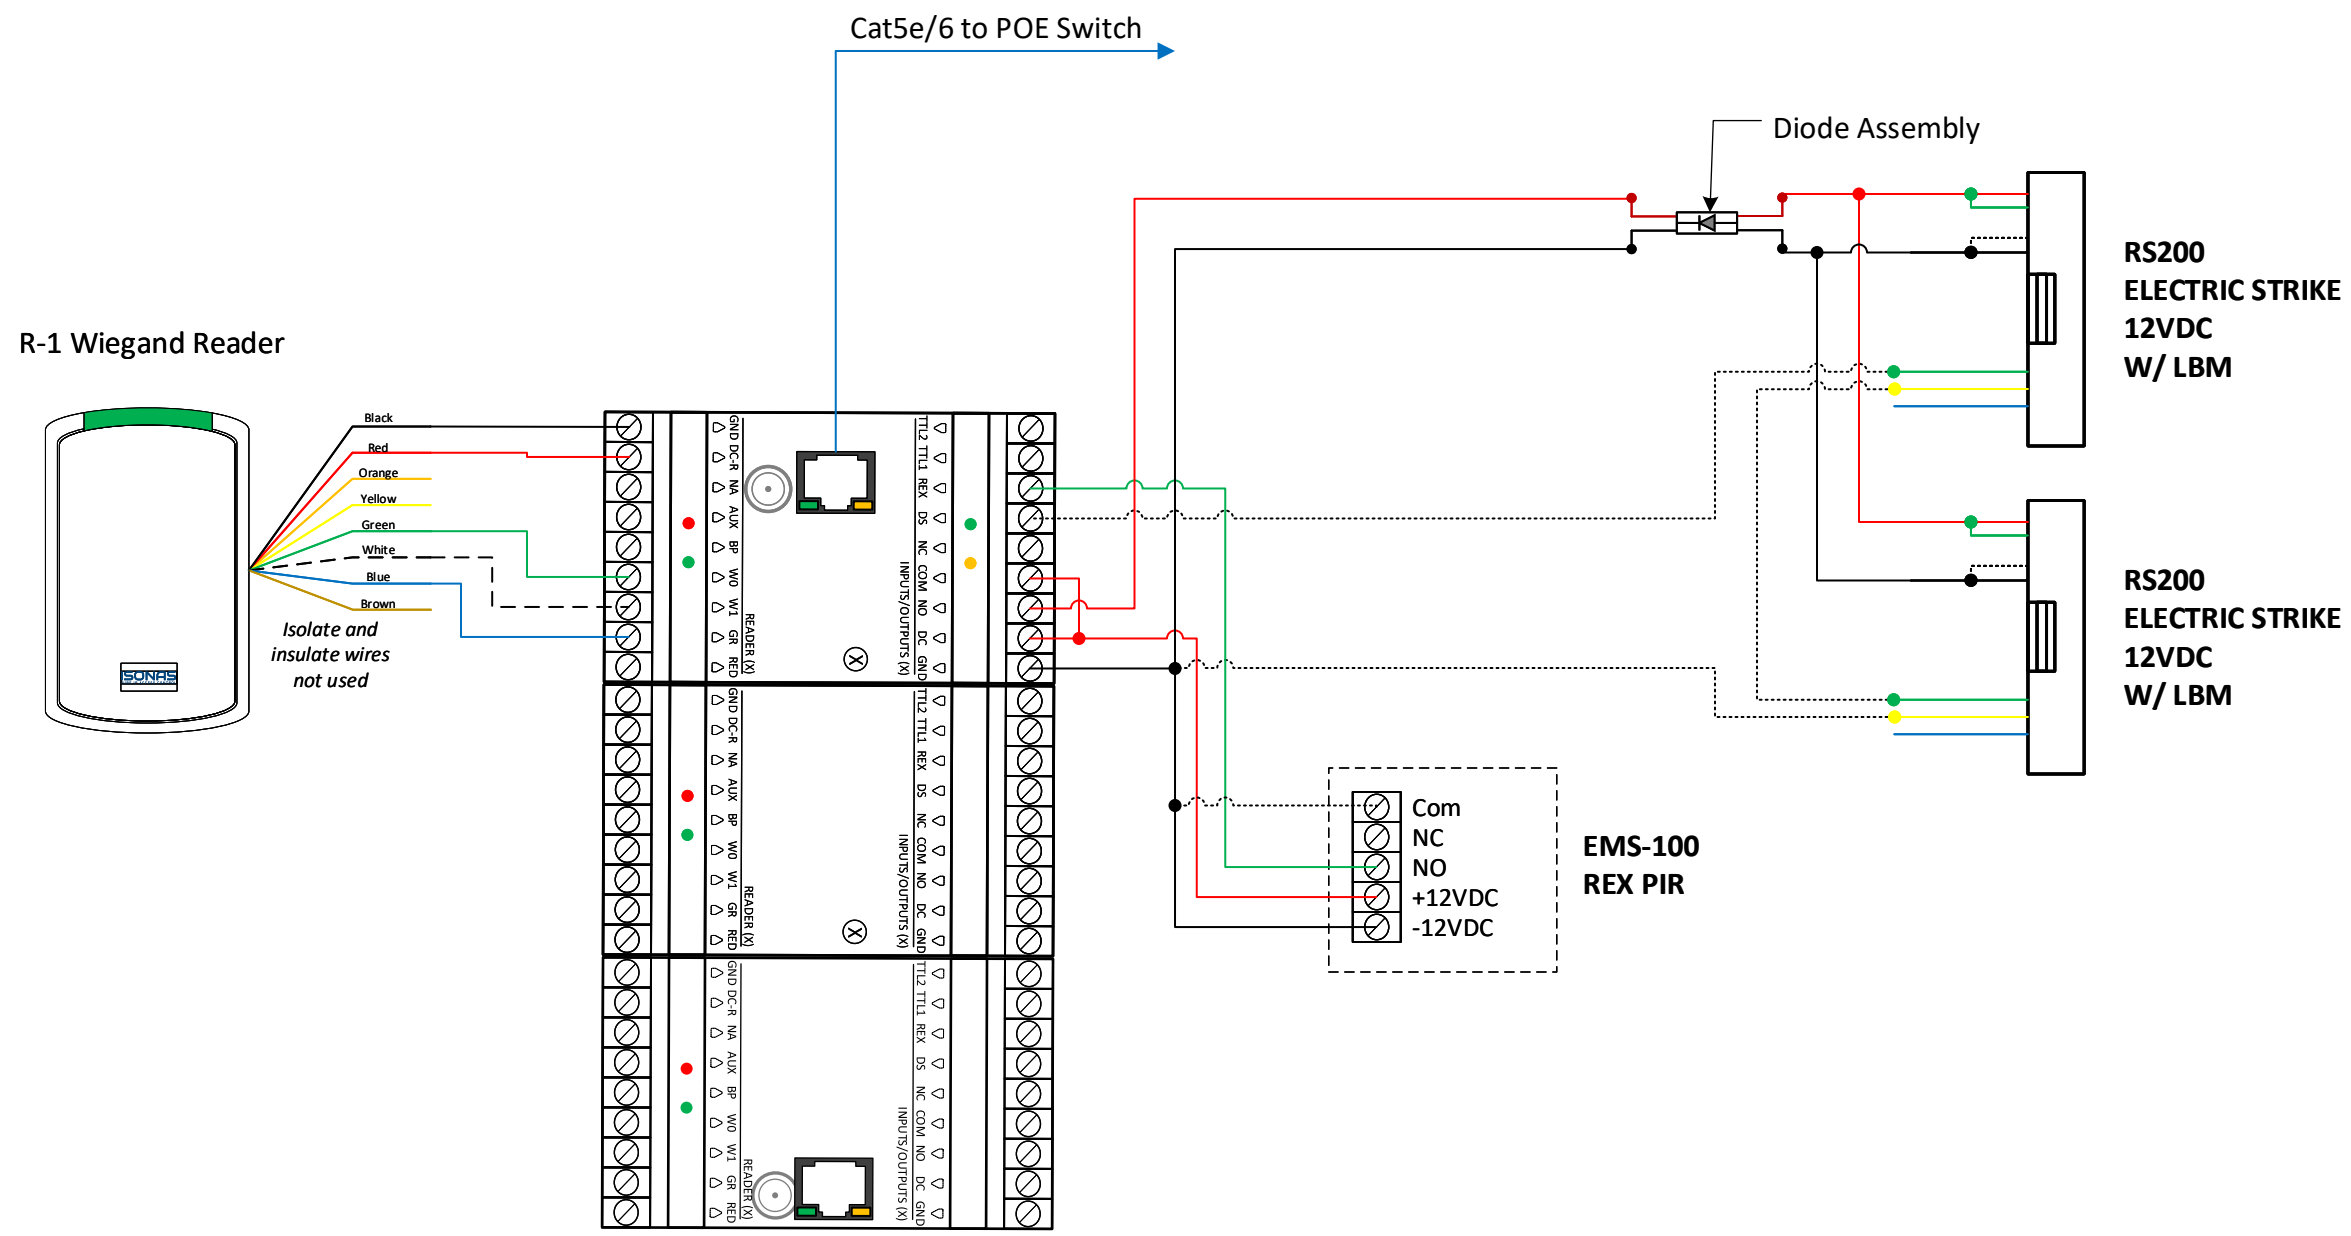 Cat5e/6 to POE Switch
Diode Assembly
RS200
ELECTRIC STRIKE
12VDC
W/ LBM
R-1 Wiegand Reader
Black
Red
Orange
Yellow
Green
White
Blue
Brown
Isolate and
insulate wires
not used
SONAS
GND DC-R NA AUX BP W0 W1 GR RED
READER (X)
TTL2 TTL1 REX DS NC COM NO DC GND
INPUTS/OUTPUTS (X)
X
RS200
ELECTRIC STRIKE
12VDC
W/ LBM
GND DC-R NA AUX BP W0 W1 GR RED
READER (X)
TTL2 TTL1 REX DS NC COM NO DC GND
INPUTS/OUTPUTS (X)
X
Com
NC
NO
+12VDC
-12VDC
EMS-100
REX PIR
GND DC-R NA AUX BP W0 W1 GR RED
READER (X)
TTL2 TTL1 REX DS NC COM NO DC GND
INPUTS/OUTPUTS (X)